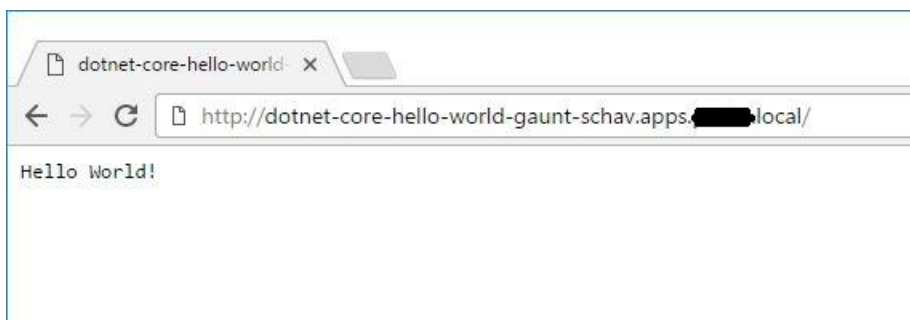 dotnet-core-hello-world-
http://dotnet-core-hello-world-gaunt-schav.apps. local/
Hello World!